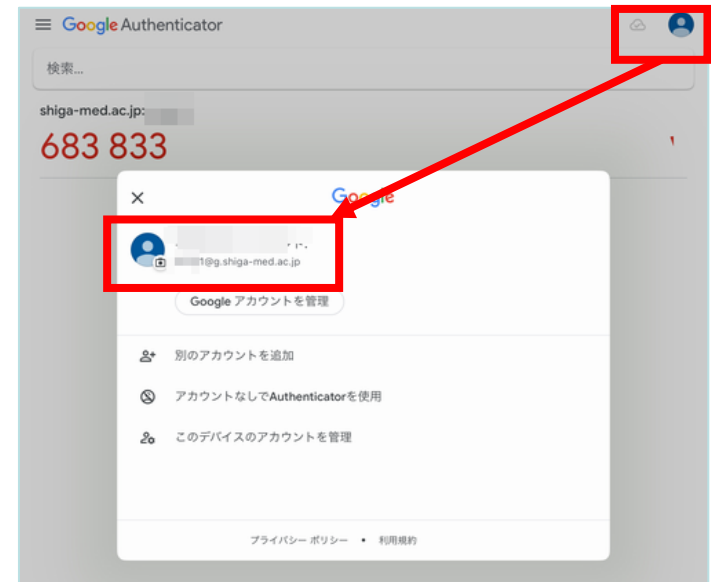 Google Authenticator
検索...
shiga-med.ac.jp:
683 833
Google
1@g.shiga-med.ac.jp
Google アカウントを管理
別のアカウントを追加
アカウントなしでAuthenticatorを使用
このデバイスのアカウントを管理
プライバシー ポリシー • 利用規約